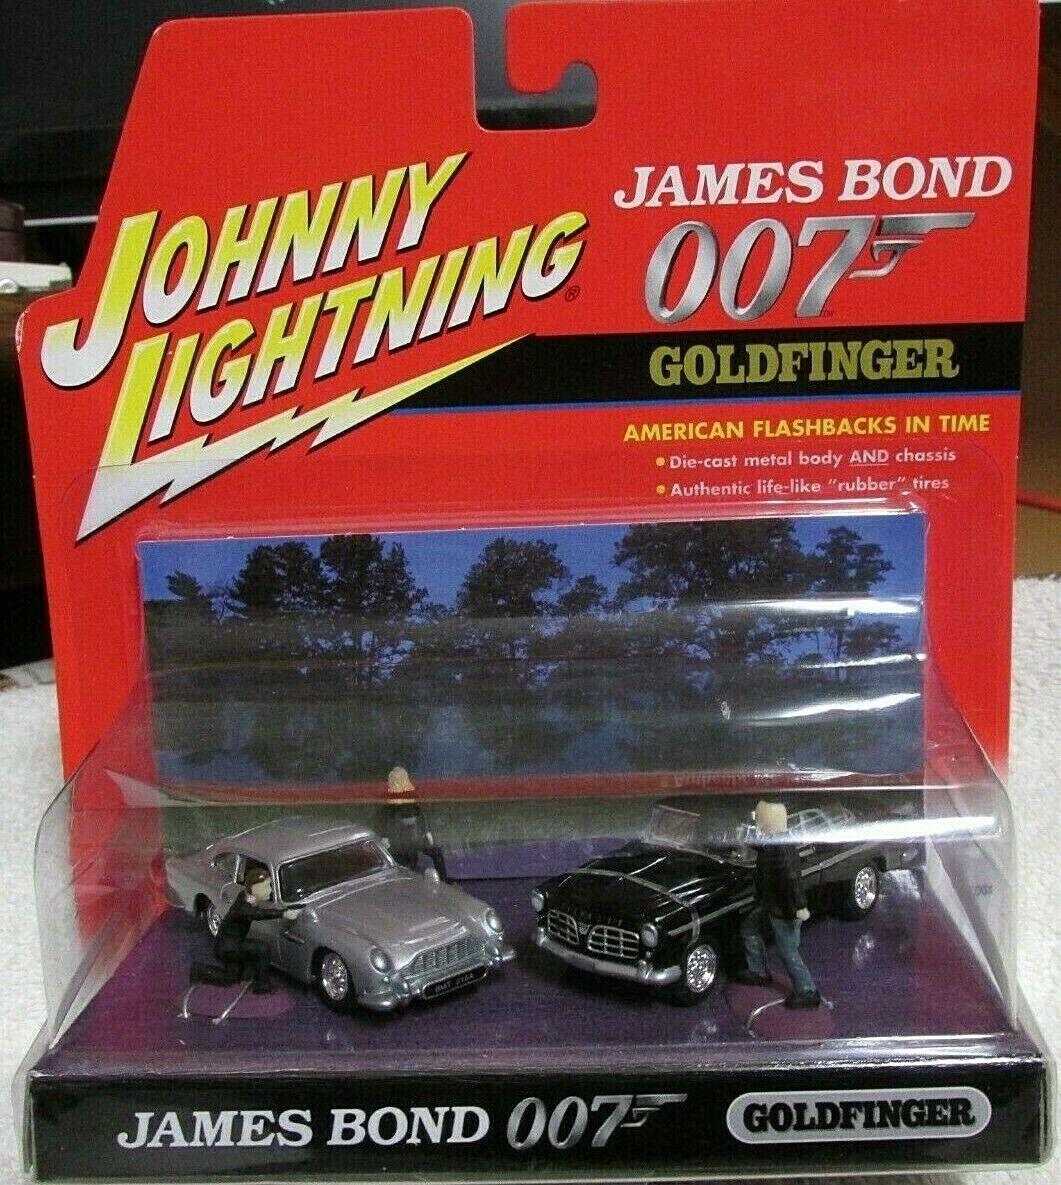 JOHNNY
LIGHTNING®
JAMES BOND
007™
GOLDFINGER
AMERICAN FLASHBACKS IN TIME
• Die-cast metal body AND chassis
• Authentic life-like "rubber" tires
JAMES BOND 007
GOLDFINGER